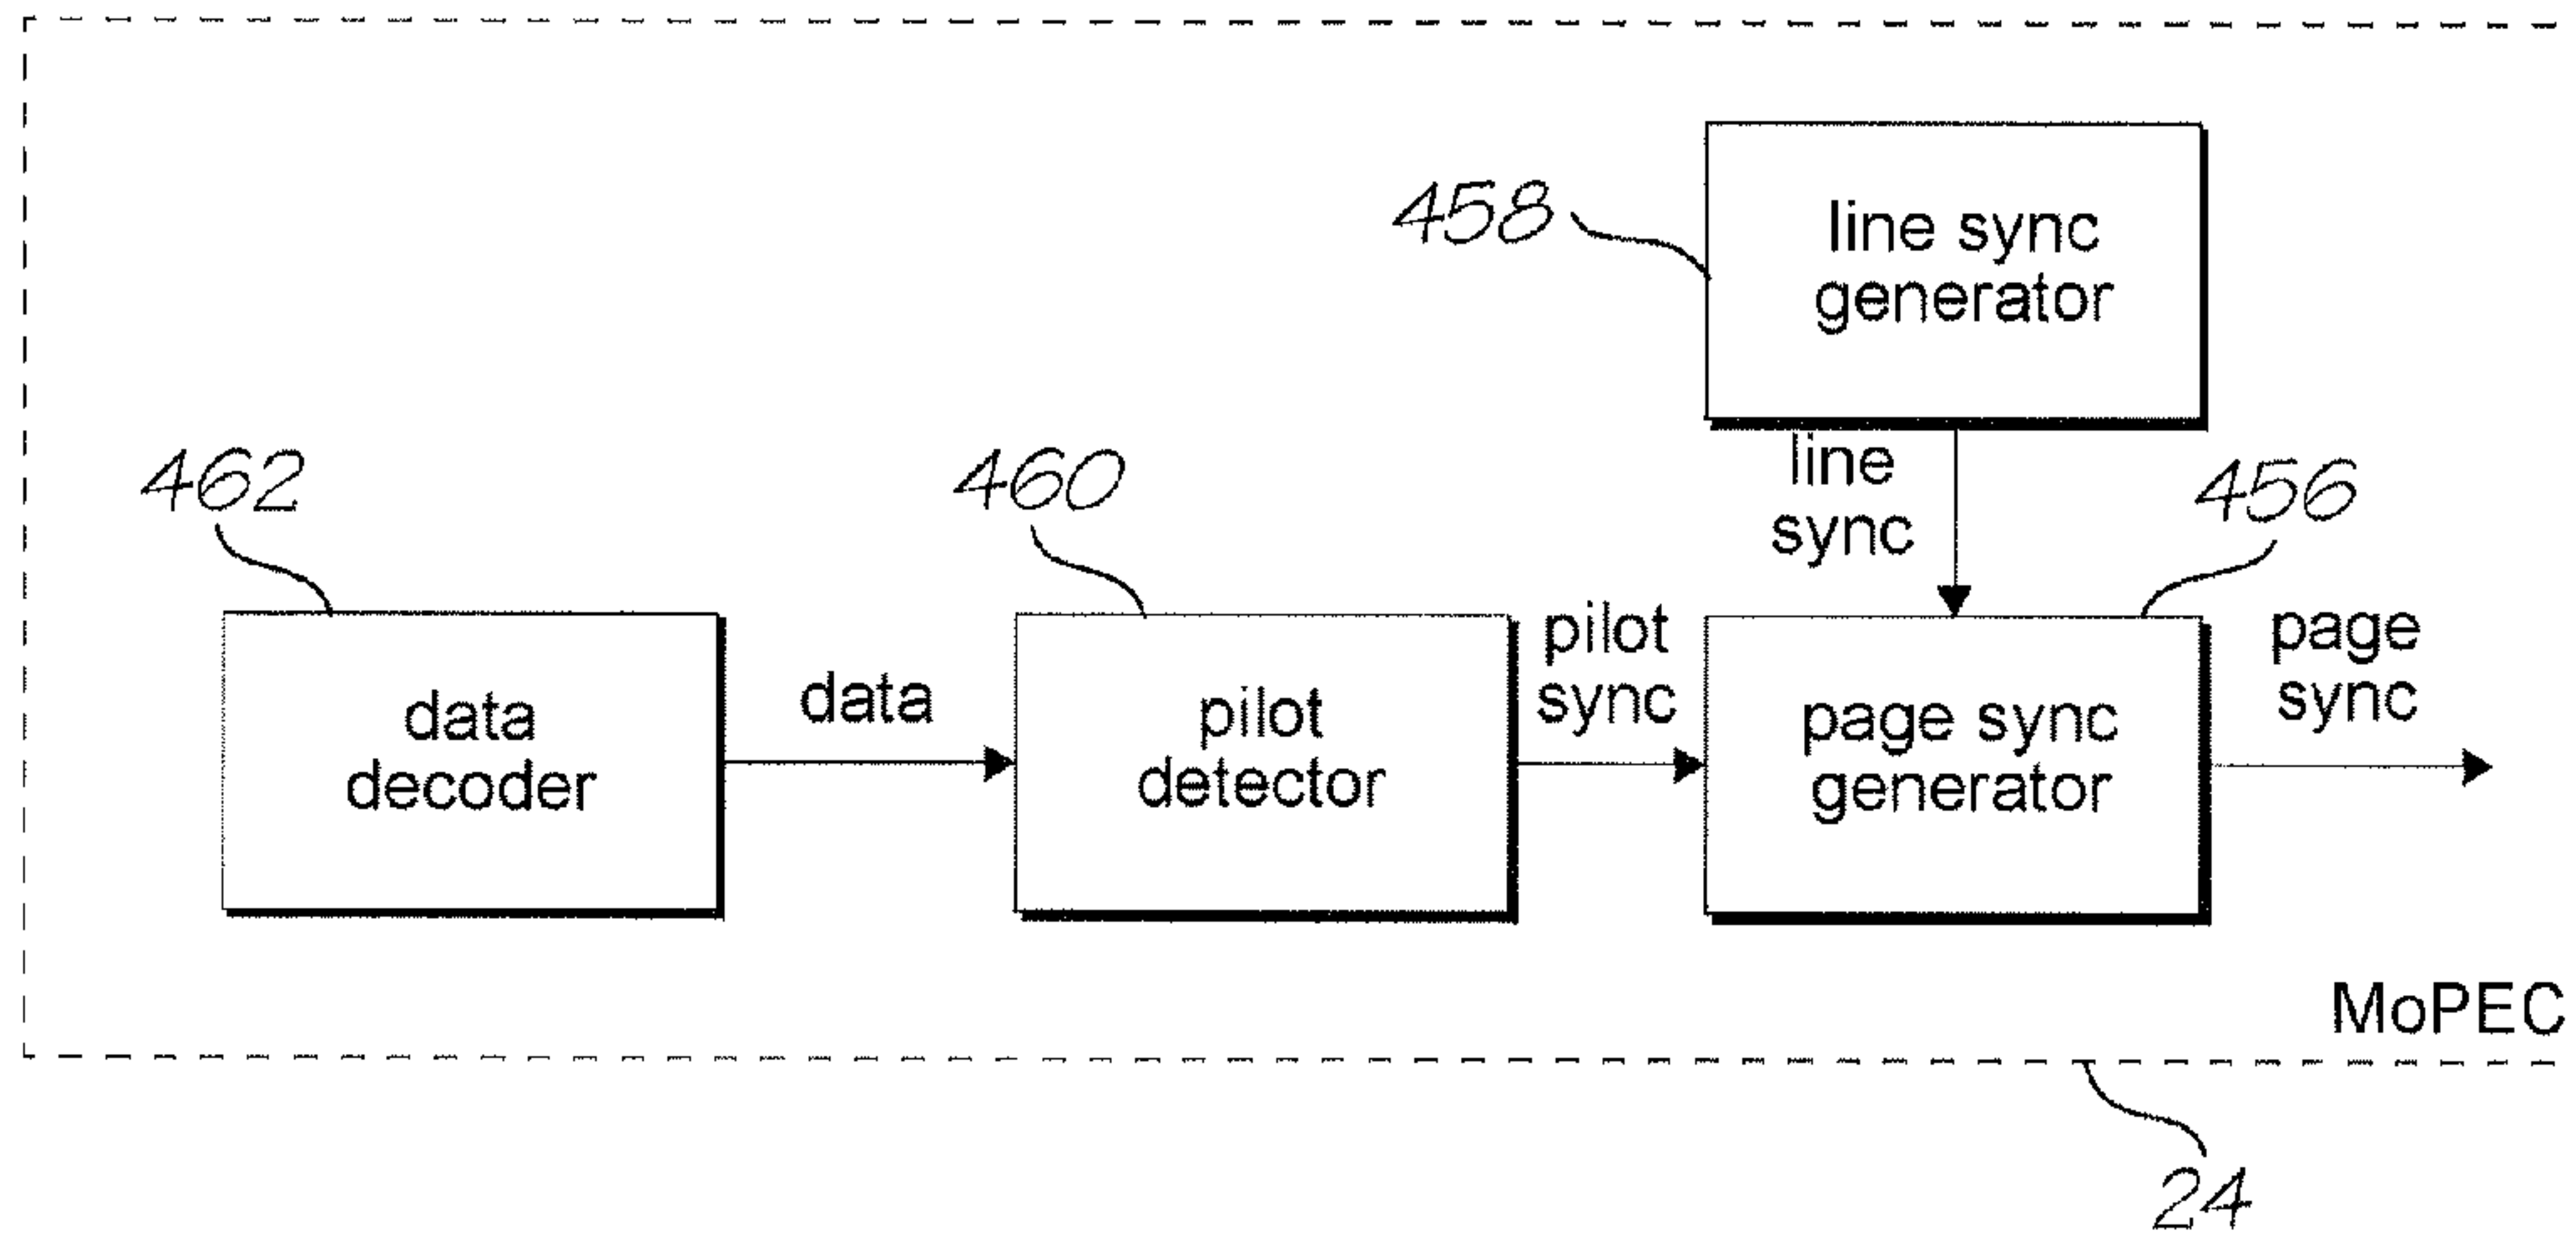 458
line sync
generator
line
sync
462
460
456
data
decoder
data
pilot
detector
pilot
sync
page sync
generator
page
sync
MoPEC
24